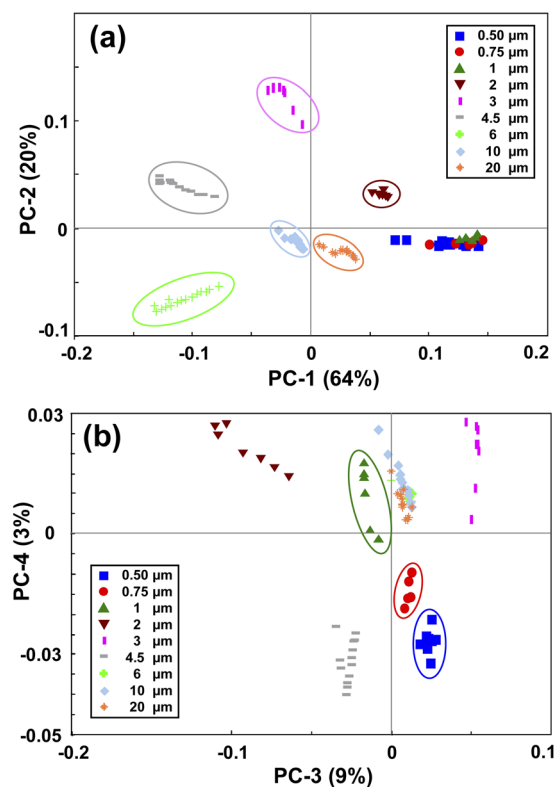 (a)
0.50 µm
0.75 µm
1 µm
2 µm
3 µm
4.5 µm
6 µm
10 µm
20 µm
PC-2 (20%)
0.1
0
-0.1
-0.2 -0.1 0 0.1 0.2
PC-1 (64%)
(b)
PC-4 (3%)
0.03
0
-0.03
-0.05
0.50 µm
0.75 µm
1 µm
2 µm
3 µm
4.5 µm
6 µm
10 µm
20 µm
-0.2 -0.1 0 0.1
PC-3 (9%)